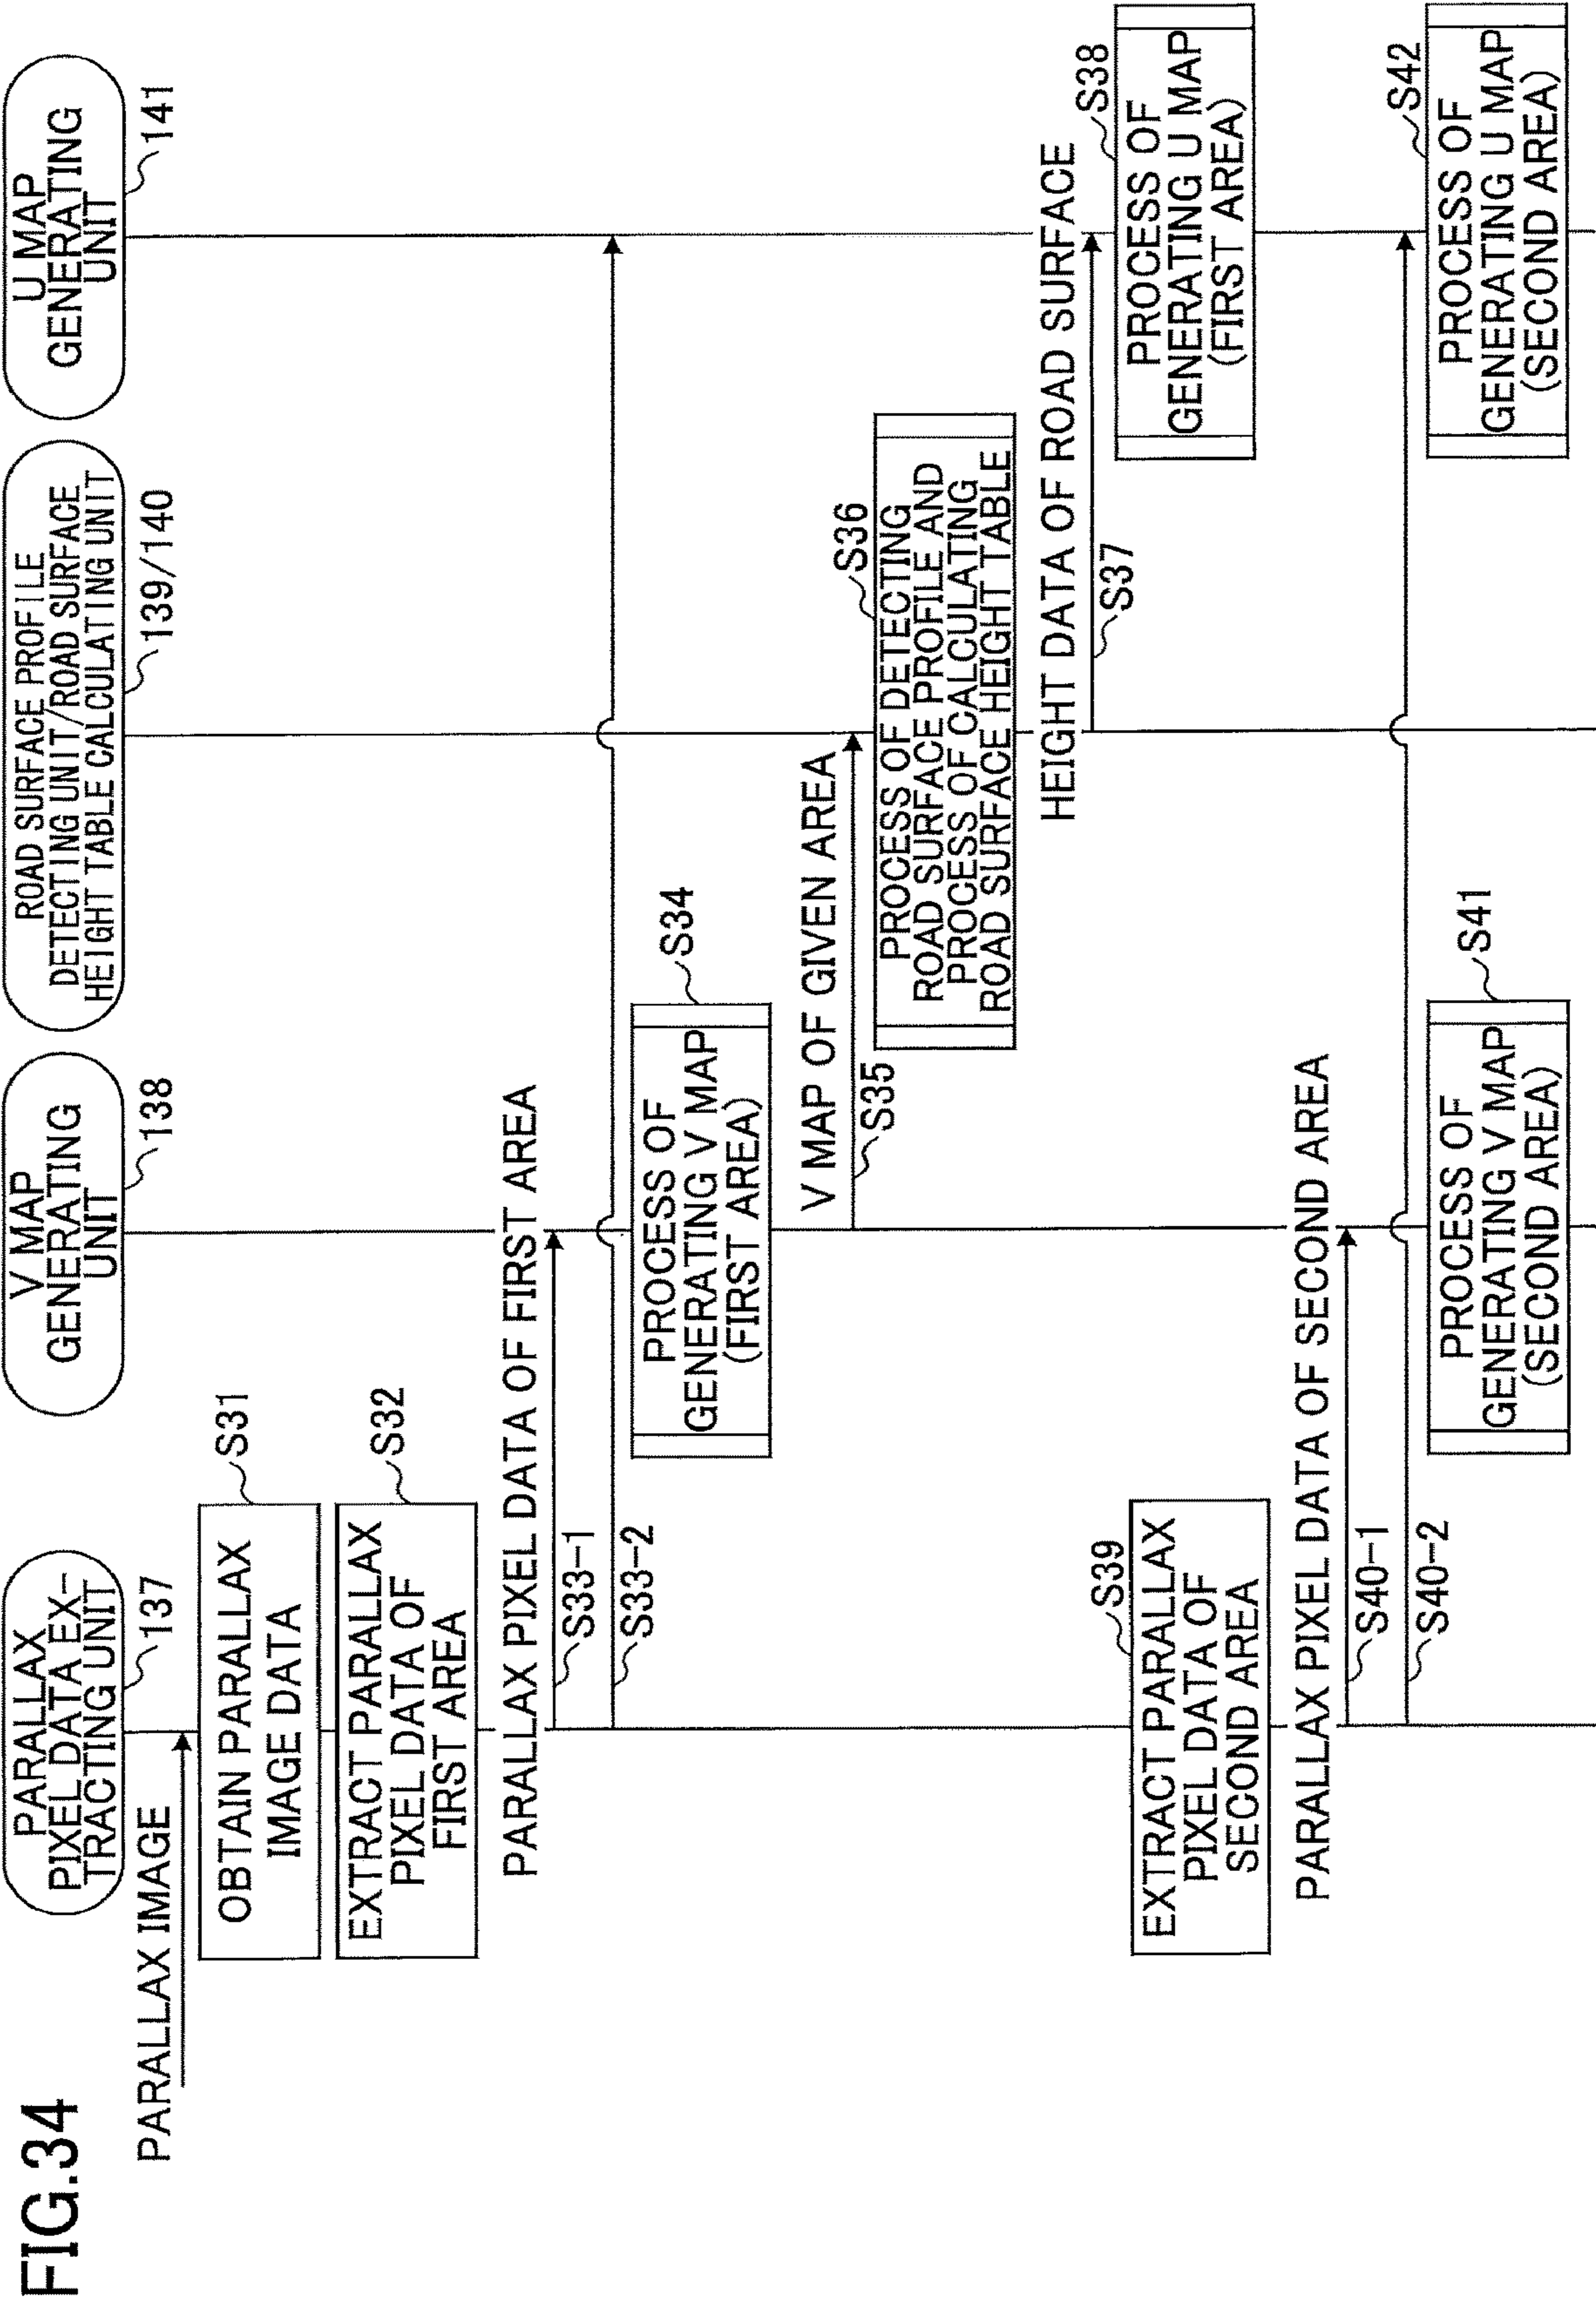 FIG.34
PARALLAX
PIXEL DATA EX-
TRACTING UNIT
137
V MAP
GENERATING
UNIT
138
ROAD SURFACE PROFILE
DETECTING UNIT/ROAD SURFACE
HEIGHT TABLE CALCULATING UNIT
139/140
U MAP
GENERATING
UNIT
141
PARALLAX IMAGE
OBTAIN PARALLAX
IMAGE DATA
S31
EXTRACT PARALLAX
PIXEL DATA OF
FIRST AREA
S32
PARALLAX PIXEL DATA OF FIRST AREA
S33-1
S33-2
PROCESS OF
GENERATING V MAP
(FIRST AREA)
S34
V MAP OF GIVEN AREA
S35
PROCESS OF DETECTING
ROAD SURFACE PROFILE AND
PROCESS OF CALCULATING
ROAD SURFACE HEIGHT TABLE
S36
HEIGHT DATA OF ROAD SURFACE
S37
PROCESS OF
GENERATING U MAP
(FIRST AREA)
S38
EXTRACT PARALLAX
PIXEL DATA OF
SECOND AREA
S39
PARALLAX PIXEL DATA OF SECOND AREA
S40-1
S40-2
PROCESS OF
GENERATING V MAP
(SECOND AREA)
S41
PROCESS OF
GENERATING U MAP
(SECOND AREA)
S42